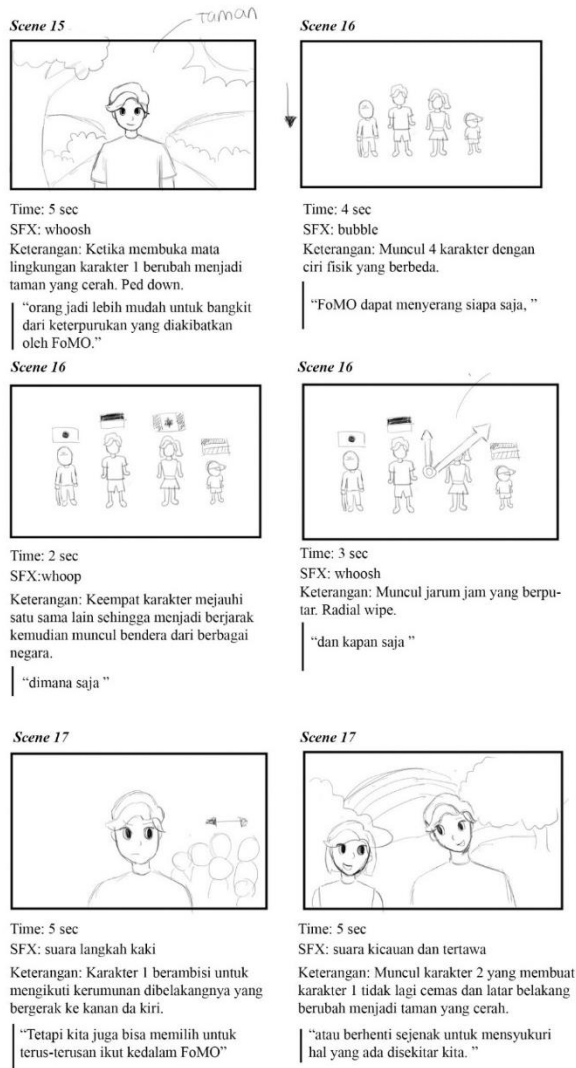 Taman
Scene 15
Time: 5 sec
SFX: whoosh
Keterangan: Ketika membuka mata
lingkungan karakter 1 berubah menjadi
taman yang cerah. Ped down.
“orang jadi lebih mudah untuk bangkit
dari keterpurukan yang diakibatkan
oleh FoMO.”
Scene 16
Time: 4 sec
SFX: bubble
Keterangan: Muncul 4 karakter dengan
ciri fisik yang berbeda.
“FoMO dapat menyerang siapa saja, ”
Scene 16
Time: 2 sec
SFX:whoop
Keterangan: Keempat karakter mejauhi
satu sama lain sehingga menjadi berjarak
kemudian muncul bendera dari berbagai
negara.
“dimana saja ”
Scene 16
Time: 3 sec
SFX: whoosh
Keterangan: Muncul jarum jam yang berpu-
tar. Radial wipe.
“dan kapan saja ”
Scene 17
Time: 5 sec
SFX: suara langkah kaki
Keterangan: Karakter 1 berambisi untuk
mengikuti kerumunan dibelakangnya yang
bergerak ke kanan da kiri.
“Tetapi kita juga bisa memilih untuk
terus-terusan ikut kedalam FoMO”
Scene 17
Time: 5 sec
SFX: suara kicauan dan tertawa
Keterangan: Muncul karakter 2 yang membuat
karakter 1 tidak lagi cemas dan latar belakang
berubah menjadi taman yang cerah.
“atau berhenti sejenak untuk mensyukuri
hal yang ada disekitar kita. ”